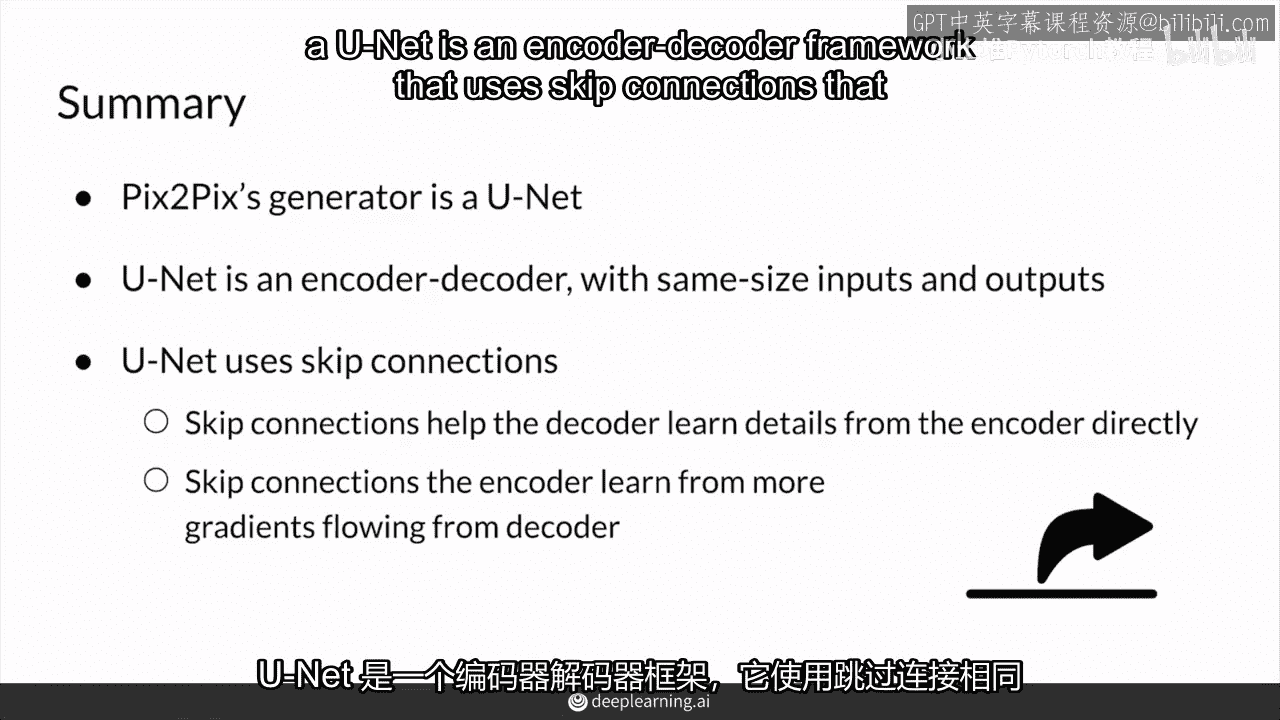 GPT中英字幕课程资源@bilibili.com
a U-Net is an encoder-decoder framework
that uses skip connections that
Summary
● Pix2Pix's generator is a U-Net
● U-Net is an encoder-decoder, with same-size inputs and outputs
● U-Net uses skip connections
○ Skip connections help the decoder learn details from the encoder directly
○ Skip connections the encoder learn from more
gradients flowing from decoder
U-Net 是一个编码器解码器框架，它使用跳过连接相同
deeplearning.ai